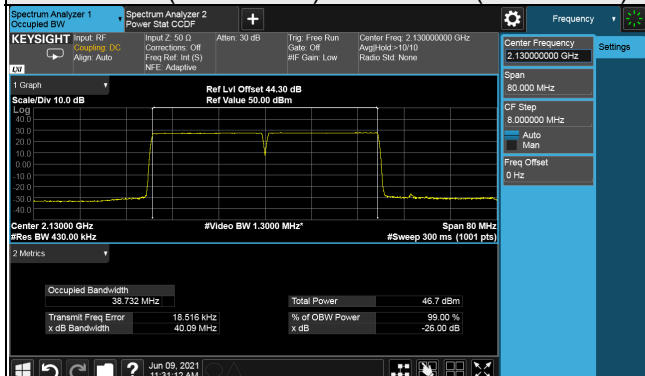 Spectrum Analyzer 1
Occupied BW
Spectrum Analyzer 2
Power Stat CCDF
Frequency
KEYSIGHT
Input: RF
Coupling: DC
Align: Auto
Input Z: 50 Ω
Corrections: Off
Freq Ref: Int (S)
NFE: Adaptive
Atten: 30 dB
Trig: Free Run
Gate: Off
#IF Gain: Low
Center Freq: 2.130000000 GHz
Avg|Hold:>10/10
Radio Std: None
LXI
Center Frequency
2.130000000 GHz
Settings
Span
80.000 MHz
CF Step
8.000000 MHz
Auto
Man
Freq Offset
0 Hz
1 Graph
Scale/Div 10.0 dB
Ref Lvl Offset 44.30 dB
Ref Value 50.00 dBm
Log
40.0
30.0
20.0
10.0
0.00
-10.0
-20.0
-30.0
-40.0
Center 2.13000 GHz
#Res BW 430.00 kHz
#Video BW 1.3000 MHz*
Span 80 MHz
#Sweep 300 ms (1001 pts)
2 Metrics
Occupied Bandwidth
38.732 MHz
Total Power 46.7 dBm
Transmit Freq Error 18.516 kHz
% of OBW Power 99.00 %
x dB Bandwidth 40.09 MHz
x dB -26.00 dB
?
Jun 09, 2021
11:31:12 AM